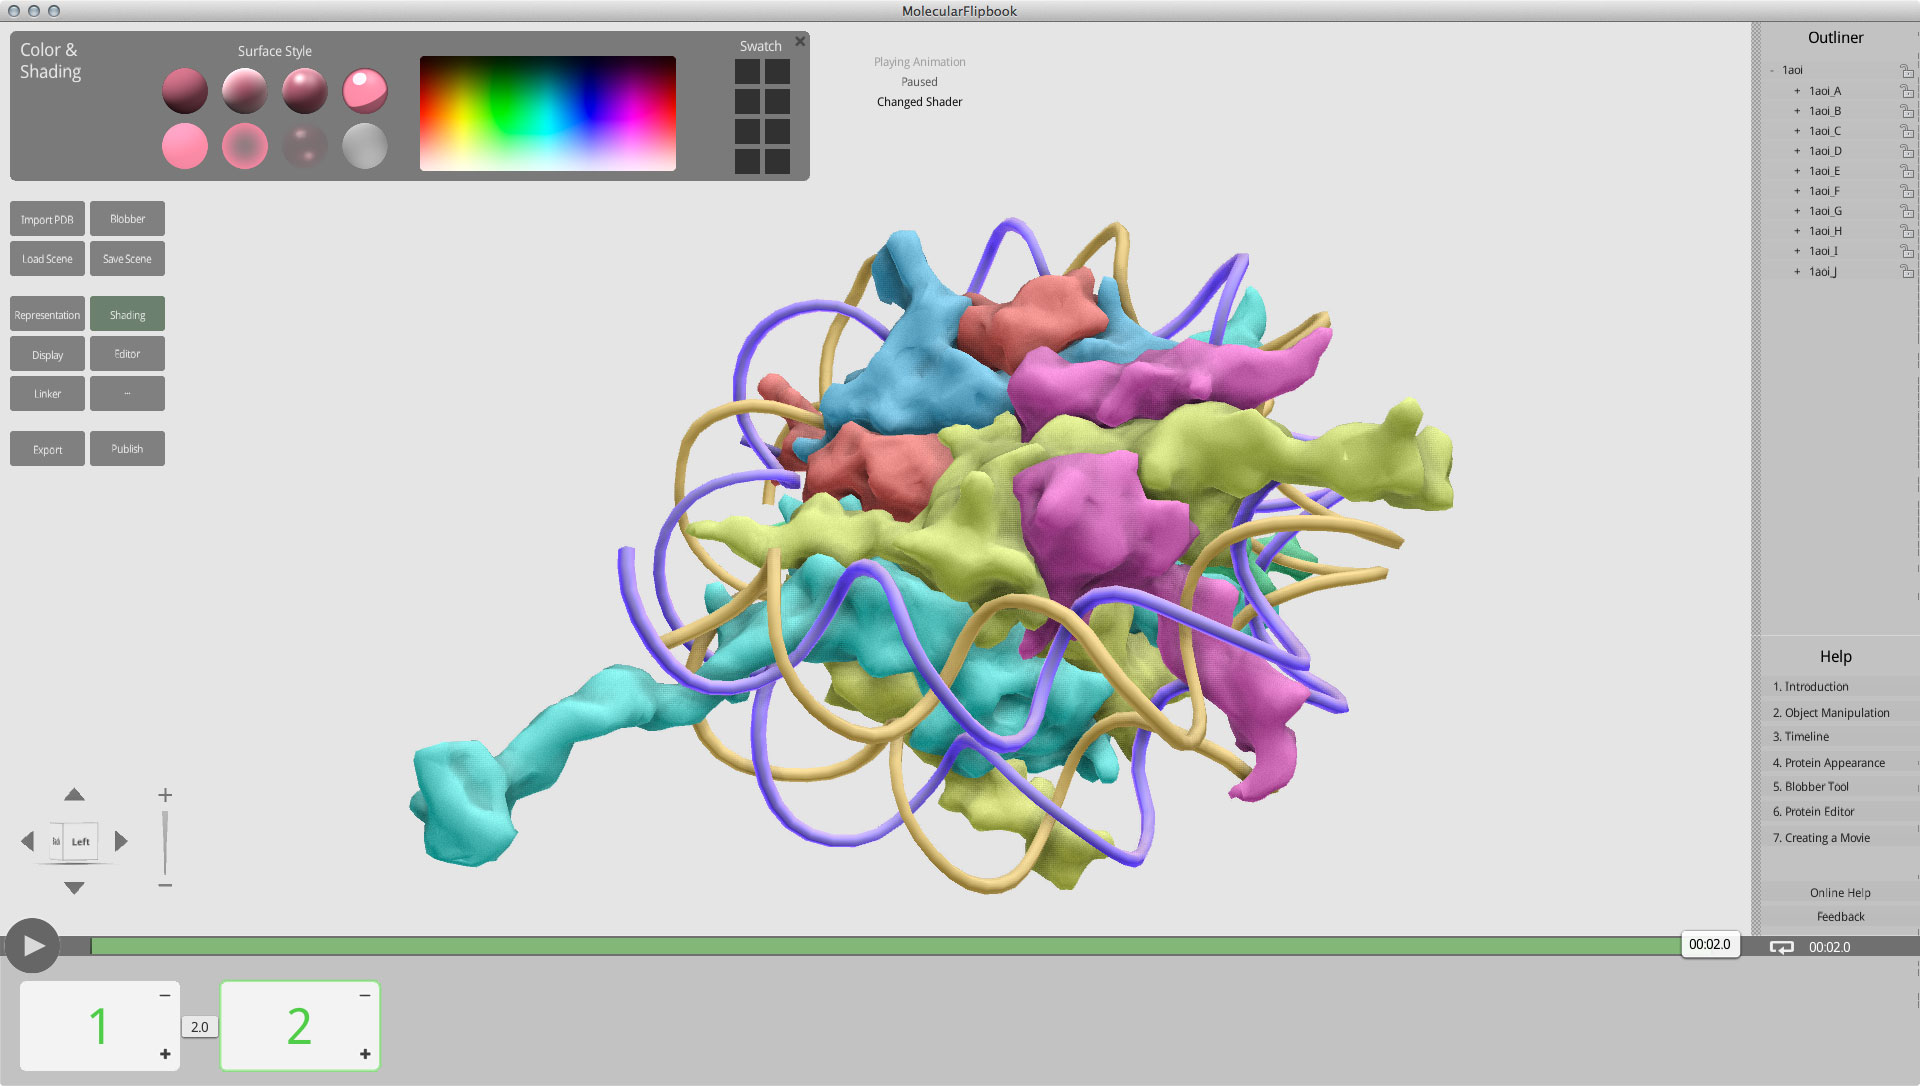 MolecularFlipbook
Color &
Shading
Surface Style
Swatch
Playing Animation
Paused
Changed Shader
Import PDB
Blobber
Load Scene
Save Scene
Representation
Shading
Display
Editor
Linker
...
Export
Publish
Left
00:02.0
00:02.0
1
2.0
2
Outliner
- 1aoi
+ 1aoi_A
+ 1aoi_B
+ 1aoi_C
+ 1aoi_D
+ 1aoi_E
+ 1aoi_F
+ 1aoi_G
+ 1aoi_H
+ 1aoi_I
+ 1aoi_J
Help
1. Introduction
2. Object Manipulation
3. Timeline
4. Protein Appearance
5. Blobber Tool
6. Protein Editor
7. Creating a Movie
Online Help
Feedback